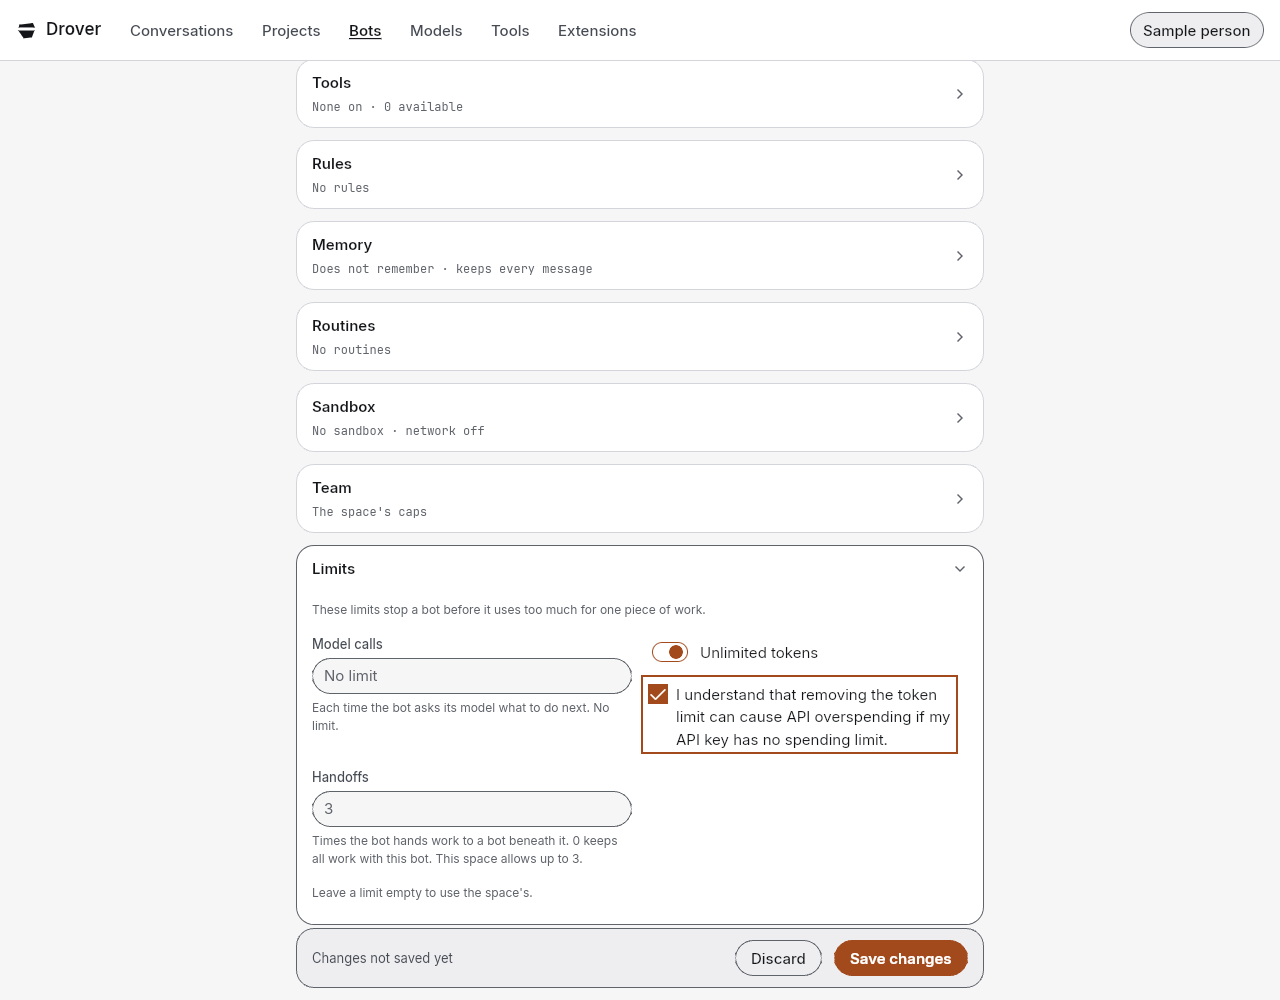 Drover
Conversations
Projects
Bots
Models
Tools
Extensions
Sample person
Tools
None on · 0 available
Rules
No rules
Memory
Does not remember · keeps every message
Routines
No routines
Sandbox
No sandbox · network off
Team
The space's caps
Limits
These limits stop a bot before it uses too much for one piece of work.
Model calls
No limit
Each time the bot asks its model what to do next. No
limit.
Unlimited tokens
I understand that removing the token
limit can cause API overspending if my
API key has no spending limit.
Handoffs
3
Times the bot hands work to a bot beneath it. 0 keeps
all work with this bot. This space allows up to 3.
Leave a limit empty to use the space's.
Changes not saved yet
Discard
Save changes